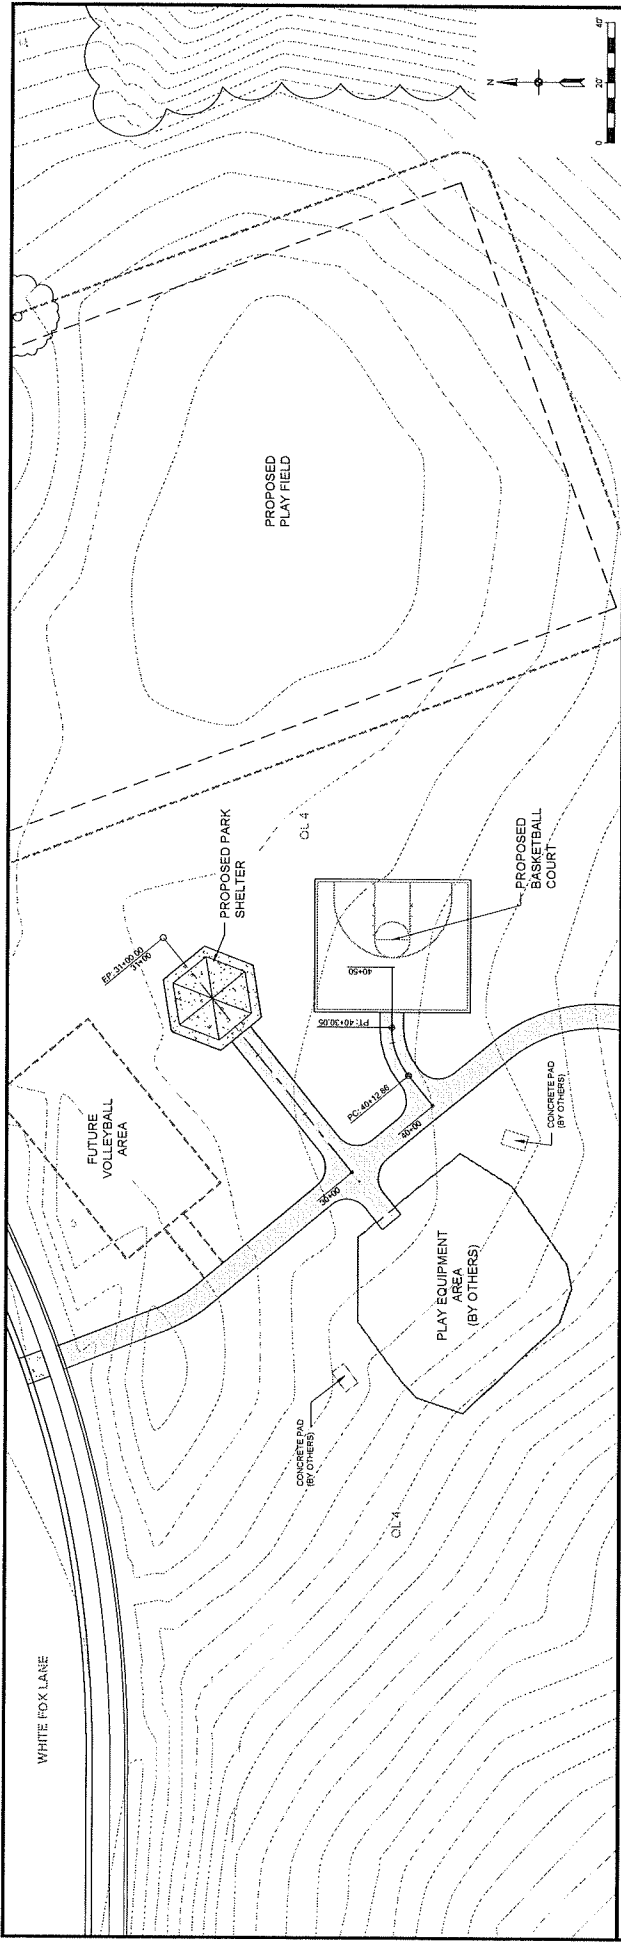 WHITE FOX LANE
FUTURE
VOLLEYBALL
AREA
EP: 31+00.00
31+00
PROPOSED PARK
SHELTER
PROPOSED
PLAY FIELD
N
0
20'
40'
OL 4
30+00
40+00
PC: 40+12.86
PT: 40+30.05
40+50
PROPOSED
BASKETBALL
COURT
CONCRETE PAD
(BY OTHERS)
PLAY EQUIPMENT
AREA
(BY OTHERS)
CONCRETE PAD
(BY OTHERS)
OL 4